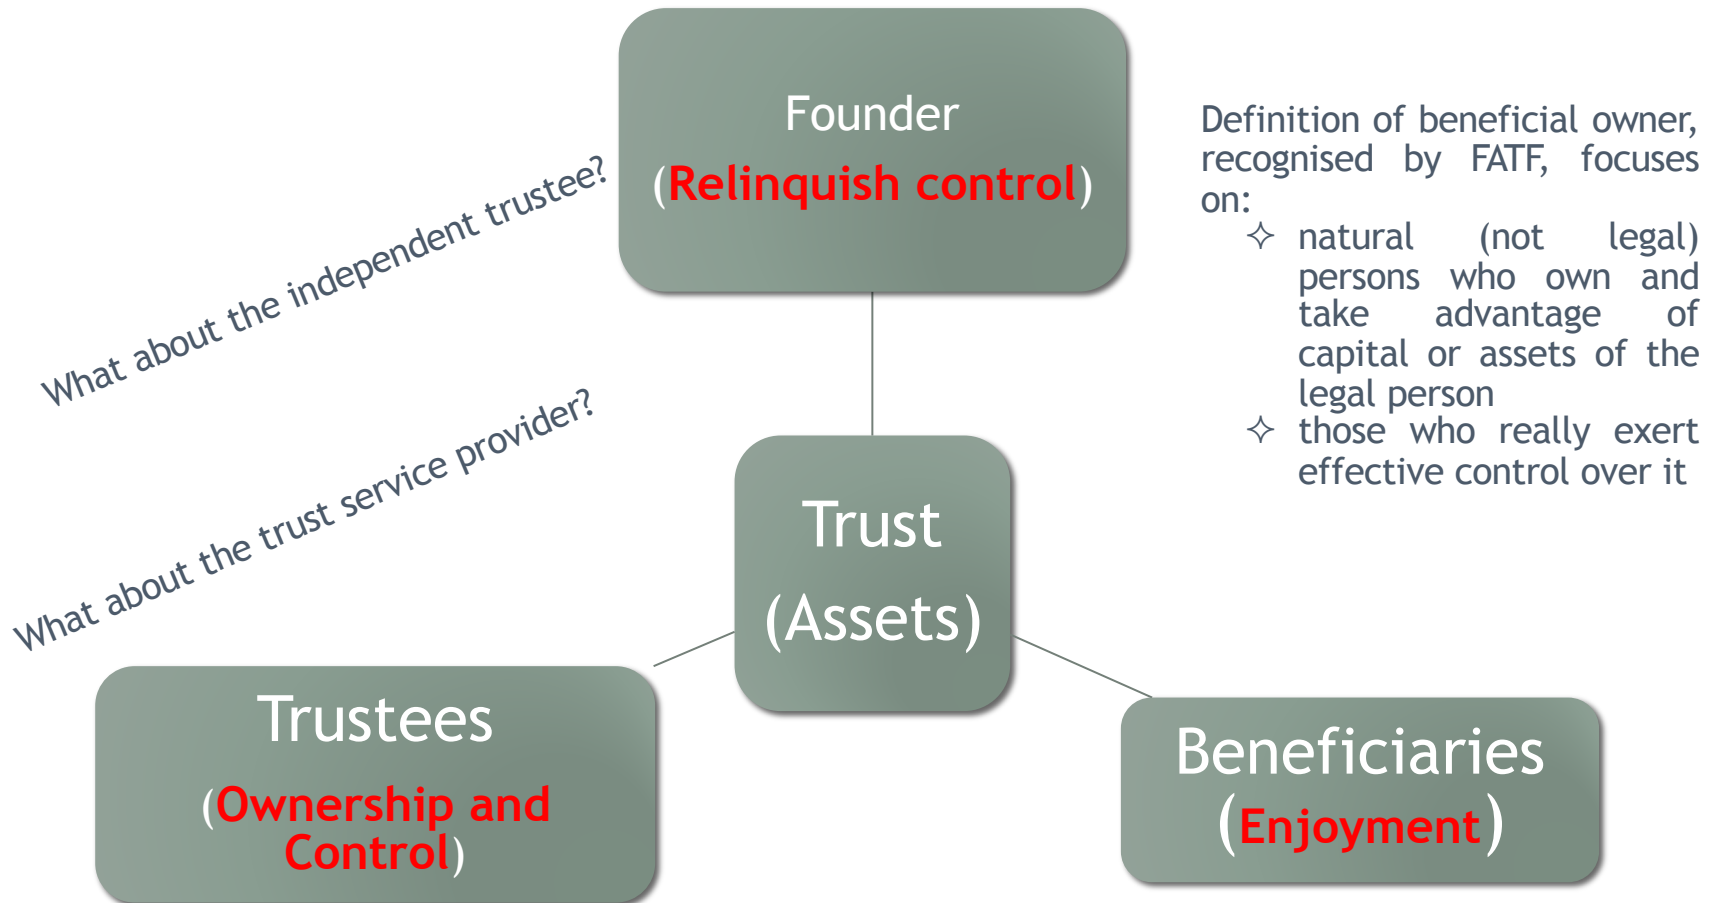 Founder
(Relinquish control)
Definition of beneficial owner,
recognised by FATF, focuses
on:
✧ natural (not legal)
persons who own and
take advantage of
capital or assets of the
legal person
✧ those who really exert
effective control over it
What about the independent trustee?
What about the trust service provider?
Trust
(Assets)
Trustees
(Ownership and
Control)
Beneficiaries
(Enjoyment)